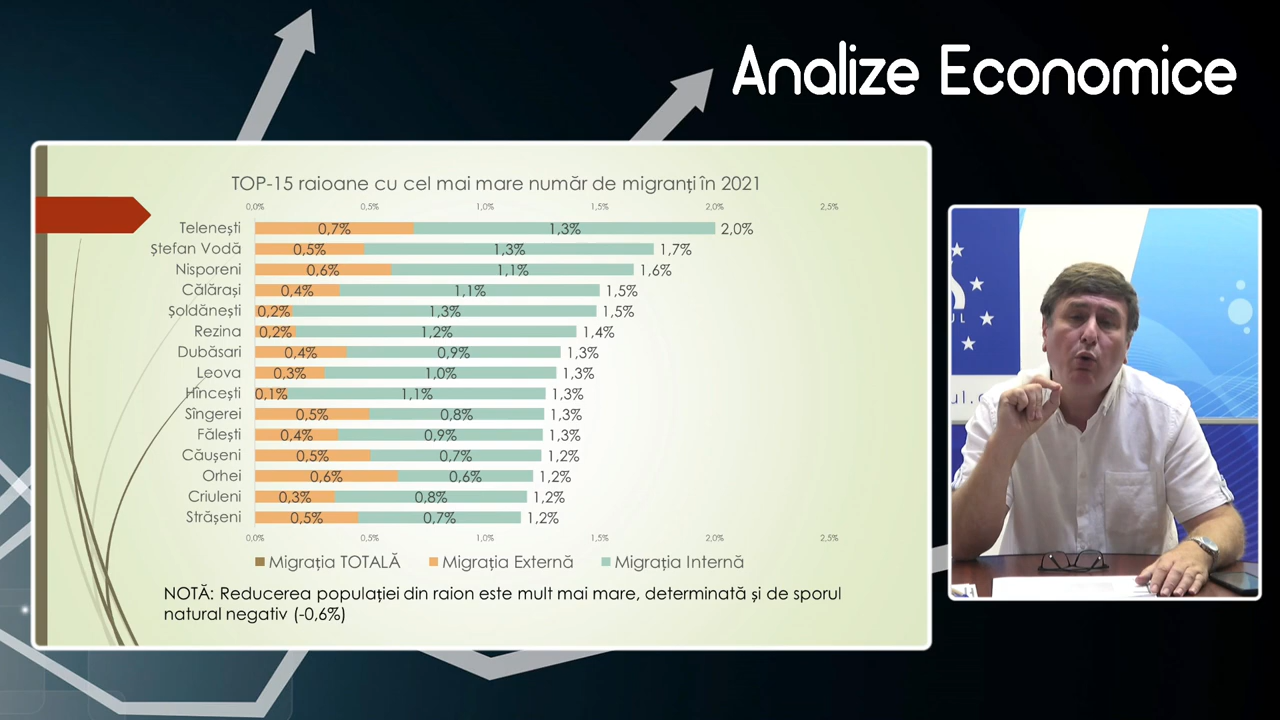 Analize Economice
TOP-15 raioane cu cel mai mare număr de migranți în 2021
0,0% 0,5% 1,0% 1,5% 2,0% 2,5%
Telenești 0,7% 1,3% 2,0%
Ștefan Vodă 0,5% 1,3% 1,7%
Nisporeni 0,6% 1,1% 1,6%
Călărași 0,4% 1,1% 1,5%
Șoldănești 0,2% 1,3% 1,5%
Rezina 0,2% 1,2% 1,4%
Dubăsari 0,4% 0,9% 1,3%
Leova 0,3% 1,0% 1,3%
Hîncești 0,1% 1,1% 1,3%
Sîngerei 0,5% 0,8% 1,3%
Fălești 0,4% 0,9% 1,3%
Căușeni 0,5% 0,7% 1,2%
Orhei 0,6% 0,6% 1,2%
Criuleni 0,3% 0,8% 1,2%
Strășeni 0,5% 0,7% 1,2%
0,0% 0,5% 1,0% 1,5% 2,0% 2,5%
Migrația TOTALĂ Migrația Externă Migrația Internă
NOTĂ: Reducerea populației din raion este mult mai mare, determinată și de sporul
natural negativ (-0,6%)